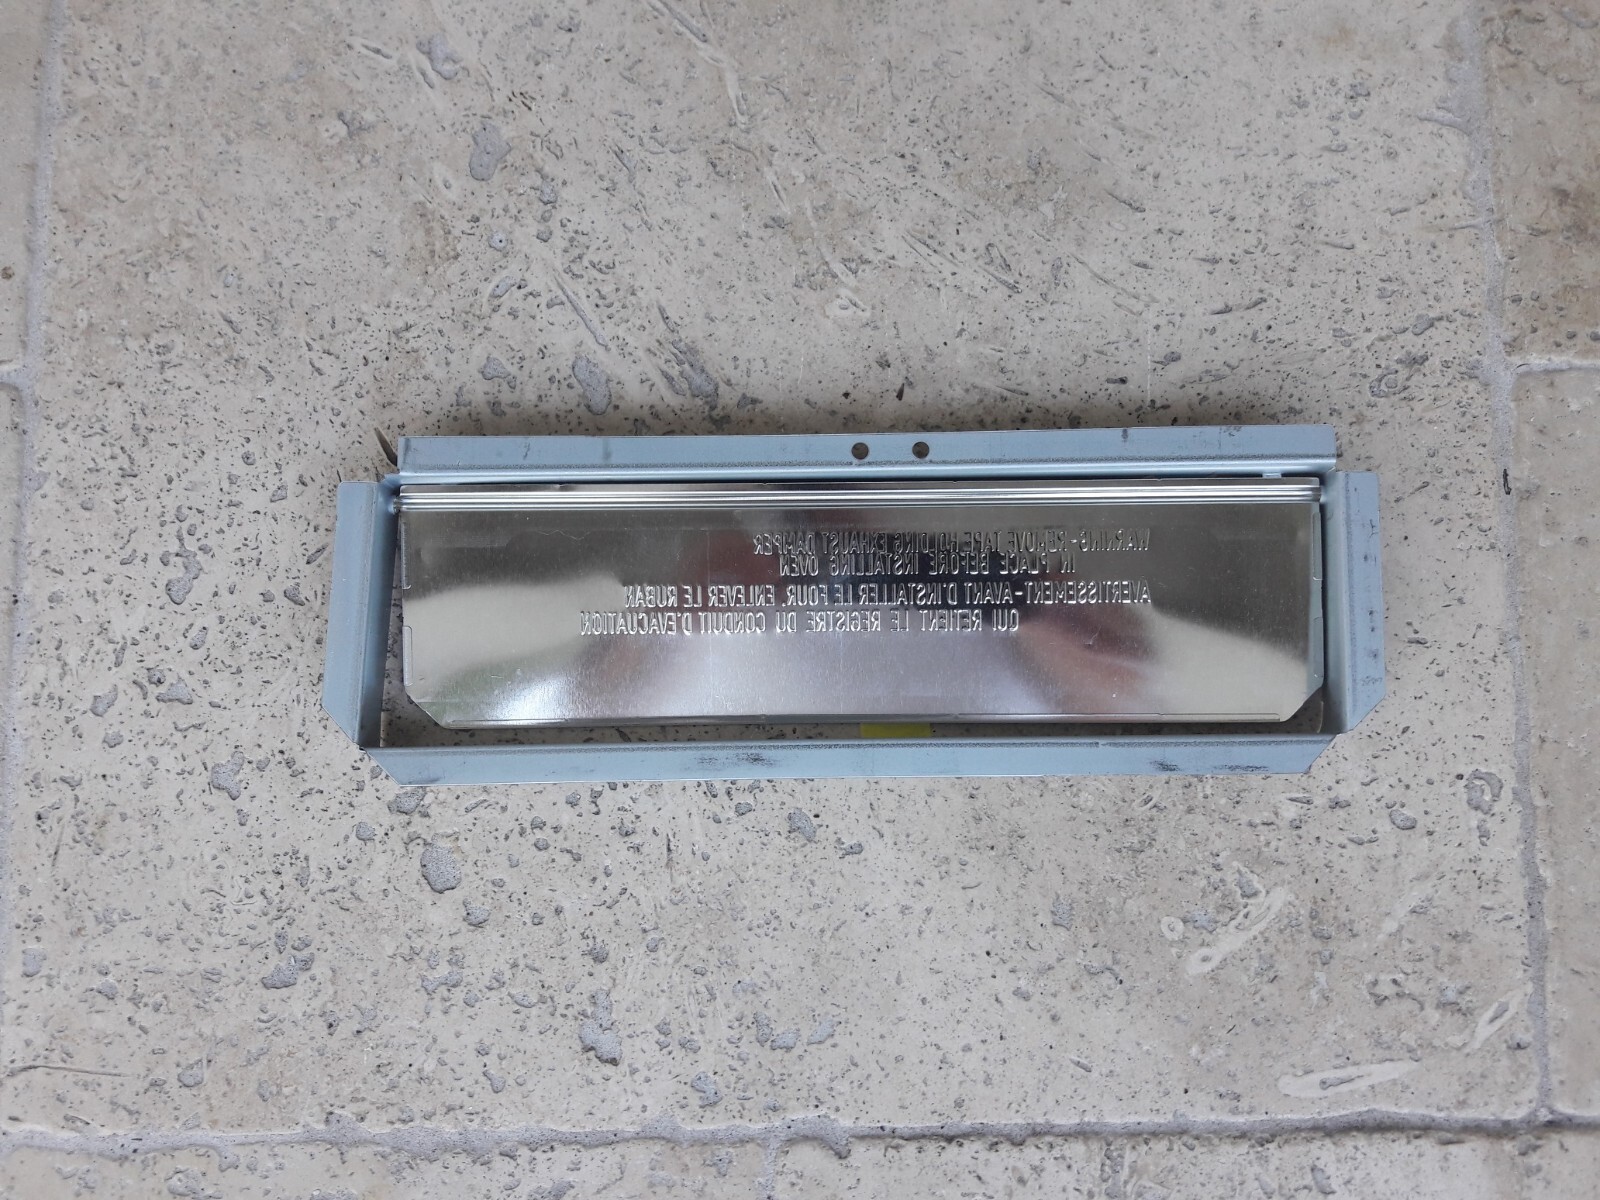 WARNING-REMOVE TAPE HOLDING EXHAUST DAMPER
IN PLACE BEFORE INSTALLING OVEN
AVERTISSEMENT-AVANT D'INSTALLER LE FOUR, ENLEVER LE RUBAN
QUI RETIENT LE REGISTRE DU CONDUIT D'EVACUATION